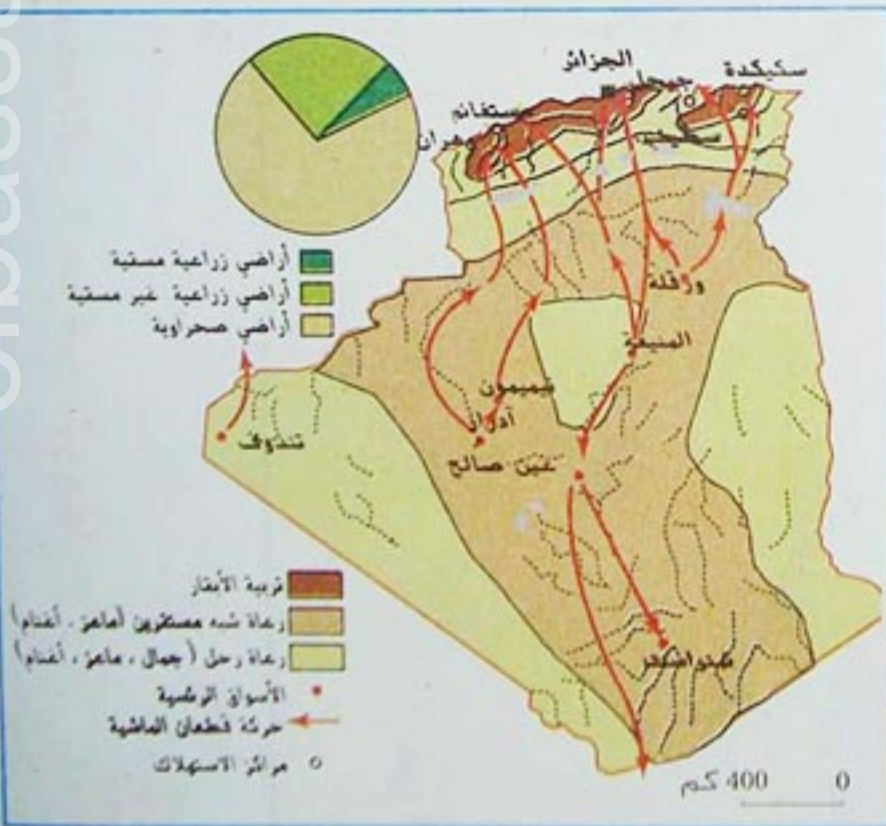 الجزائر
سكيكدة
جيجل
مستغانم
وهران
أراضي زراعية مسقية
أراضي زراعية غير مسقية
أراضي صحراوية
ورقلة
المنيعة
تيميمون
أدرار
عين صالح
تندوف
تربية الأبقار
رعاة شبه مستقرين (ماعز ، أغنام)
رعاة رحل (جمال ، ماعز ، أغنام)
الأسواق الرئيسية
حركة قطعان الماشية
مراكز الاستهلاك
400 كم
0